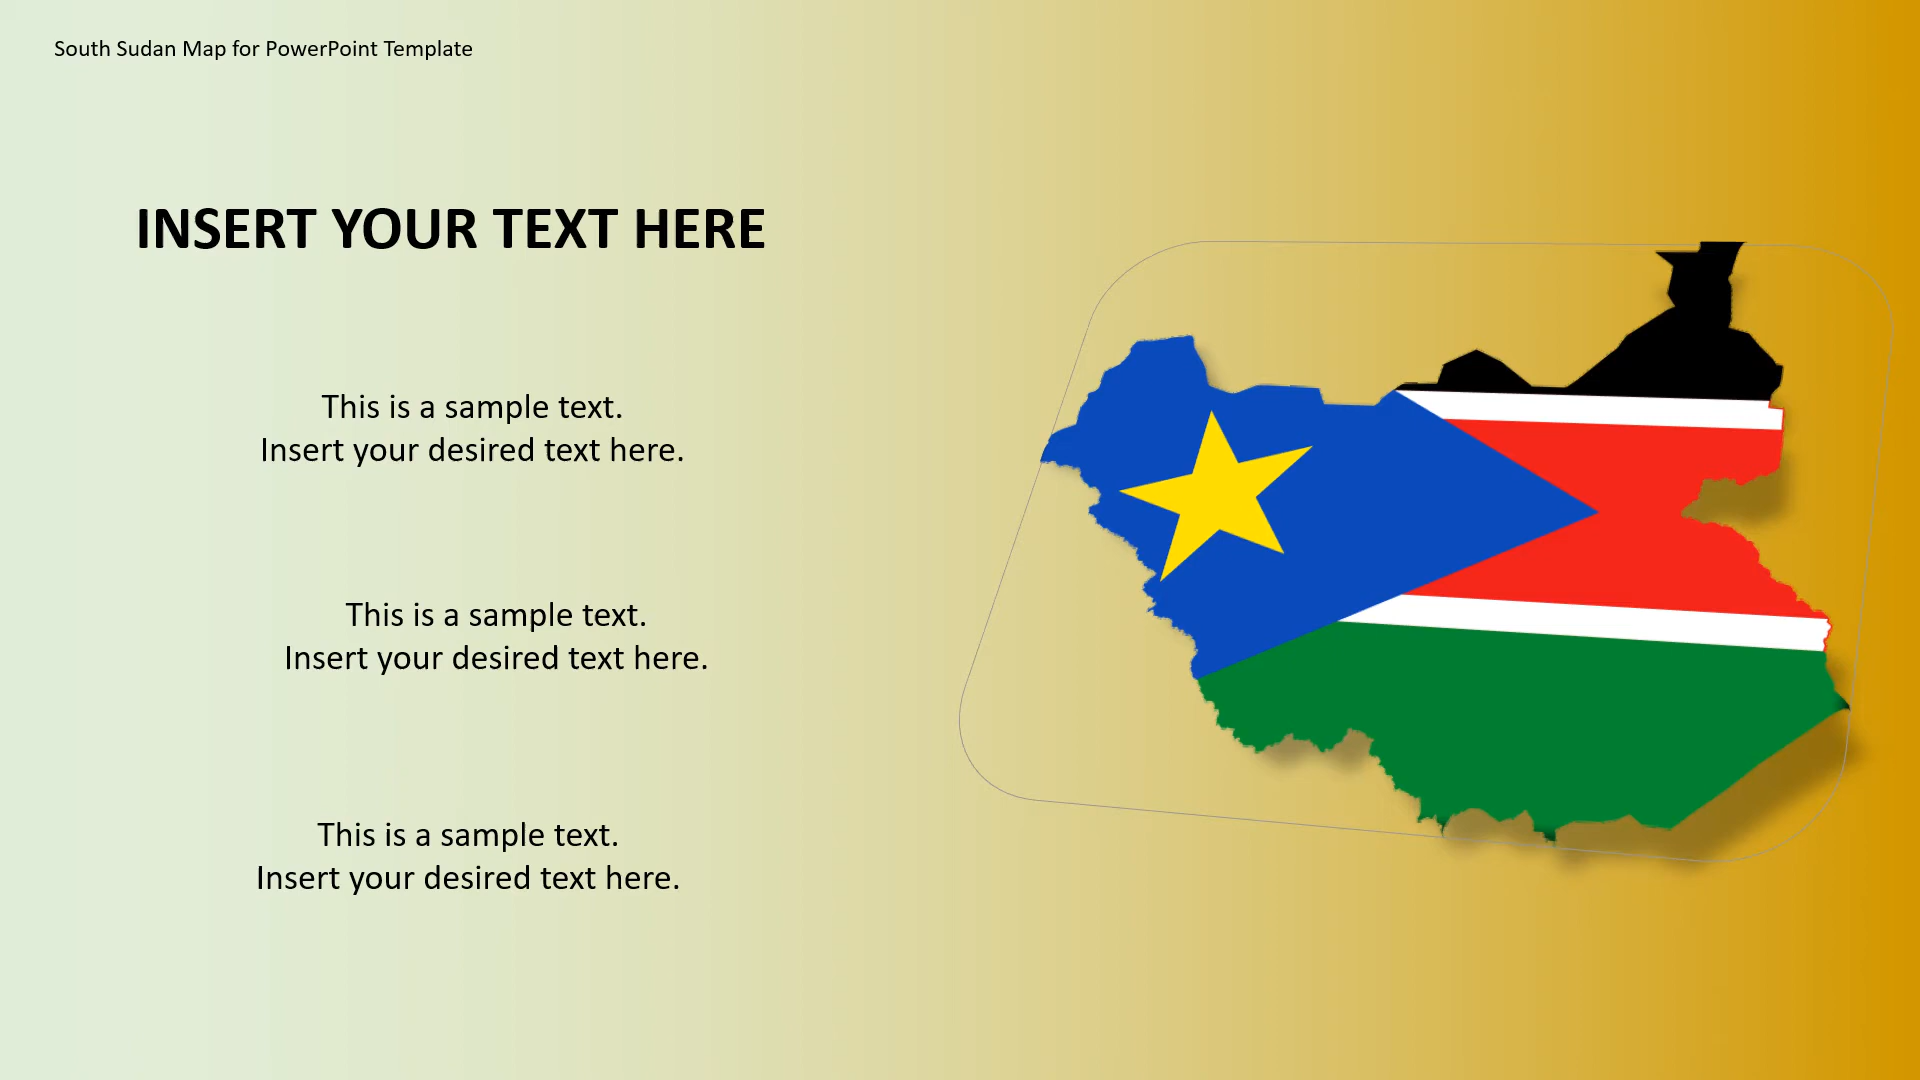 South Sudan Map for PowerPoint Template
INSERT YOUR TEXT HERE
This is a sample text.
Insert your desired text here.
This is a sample text.
Insert your desired text here.
This is a sample text.
Insert your desired text here.